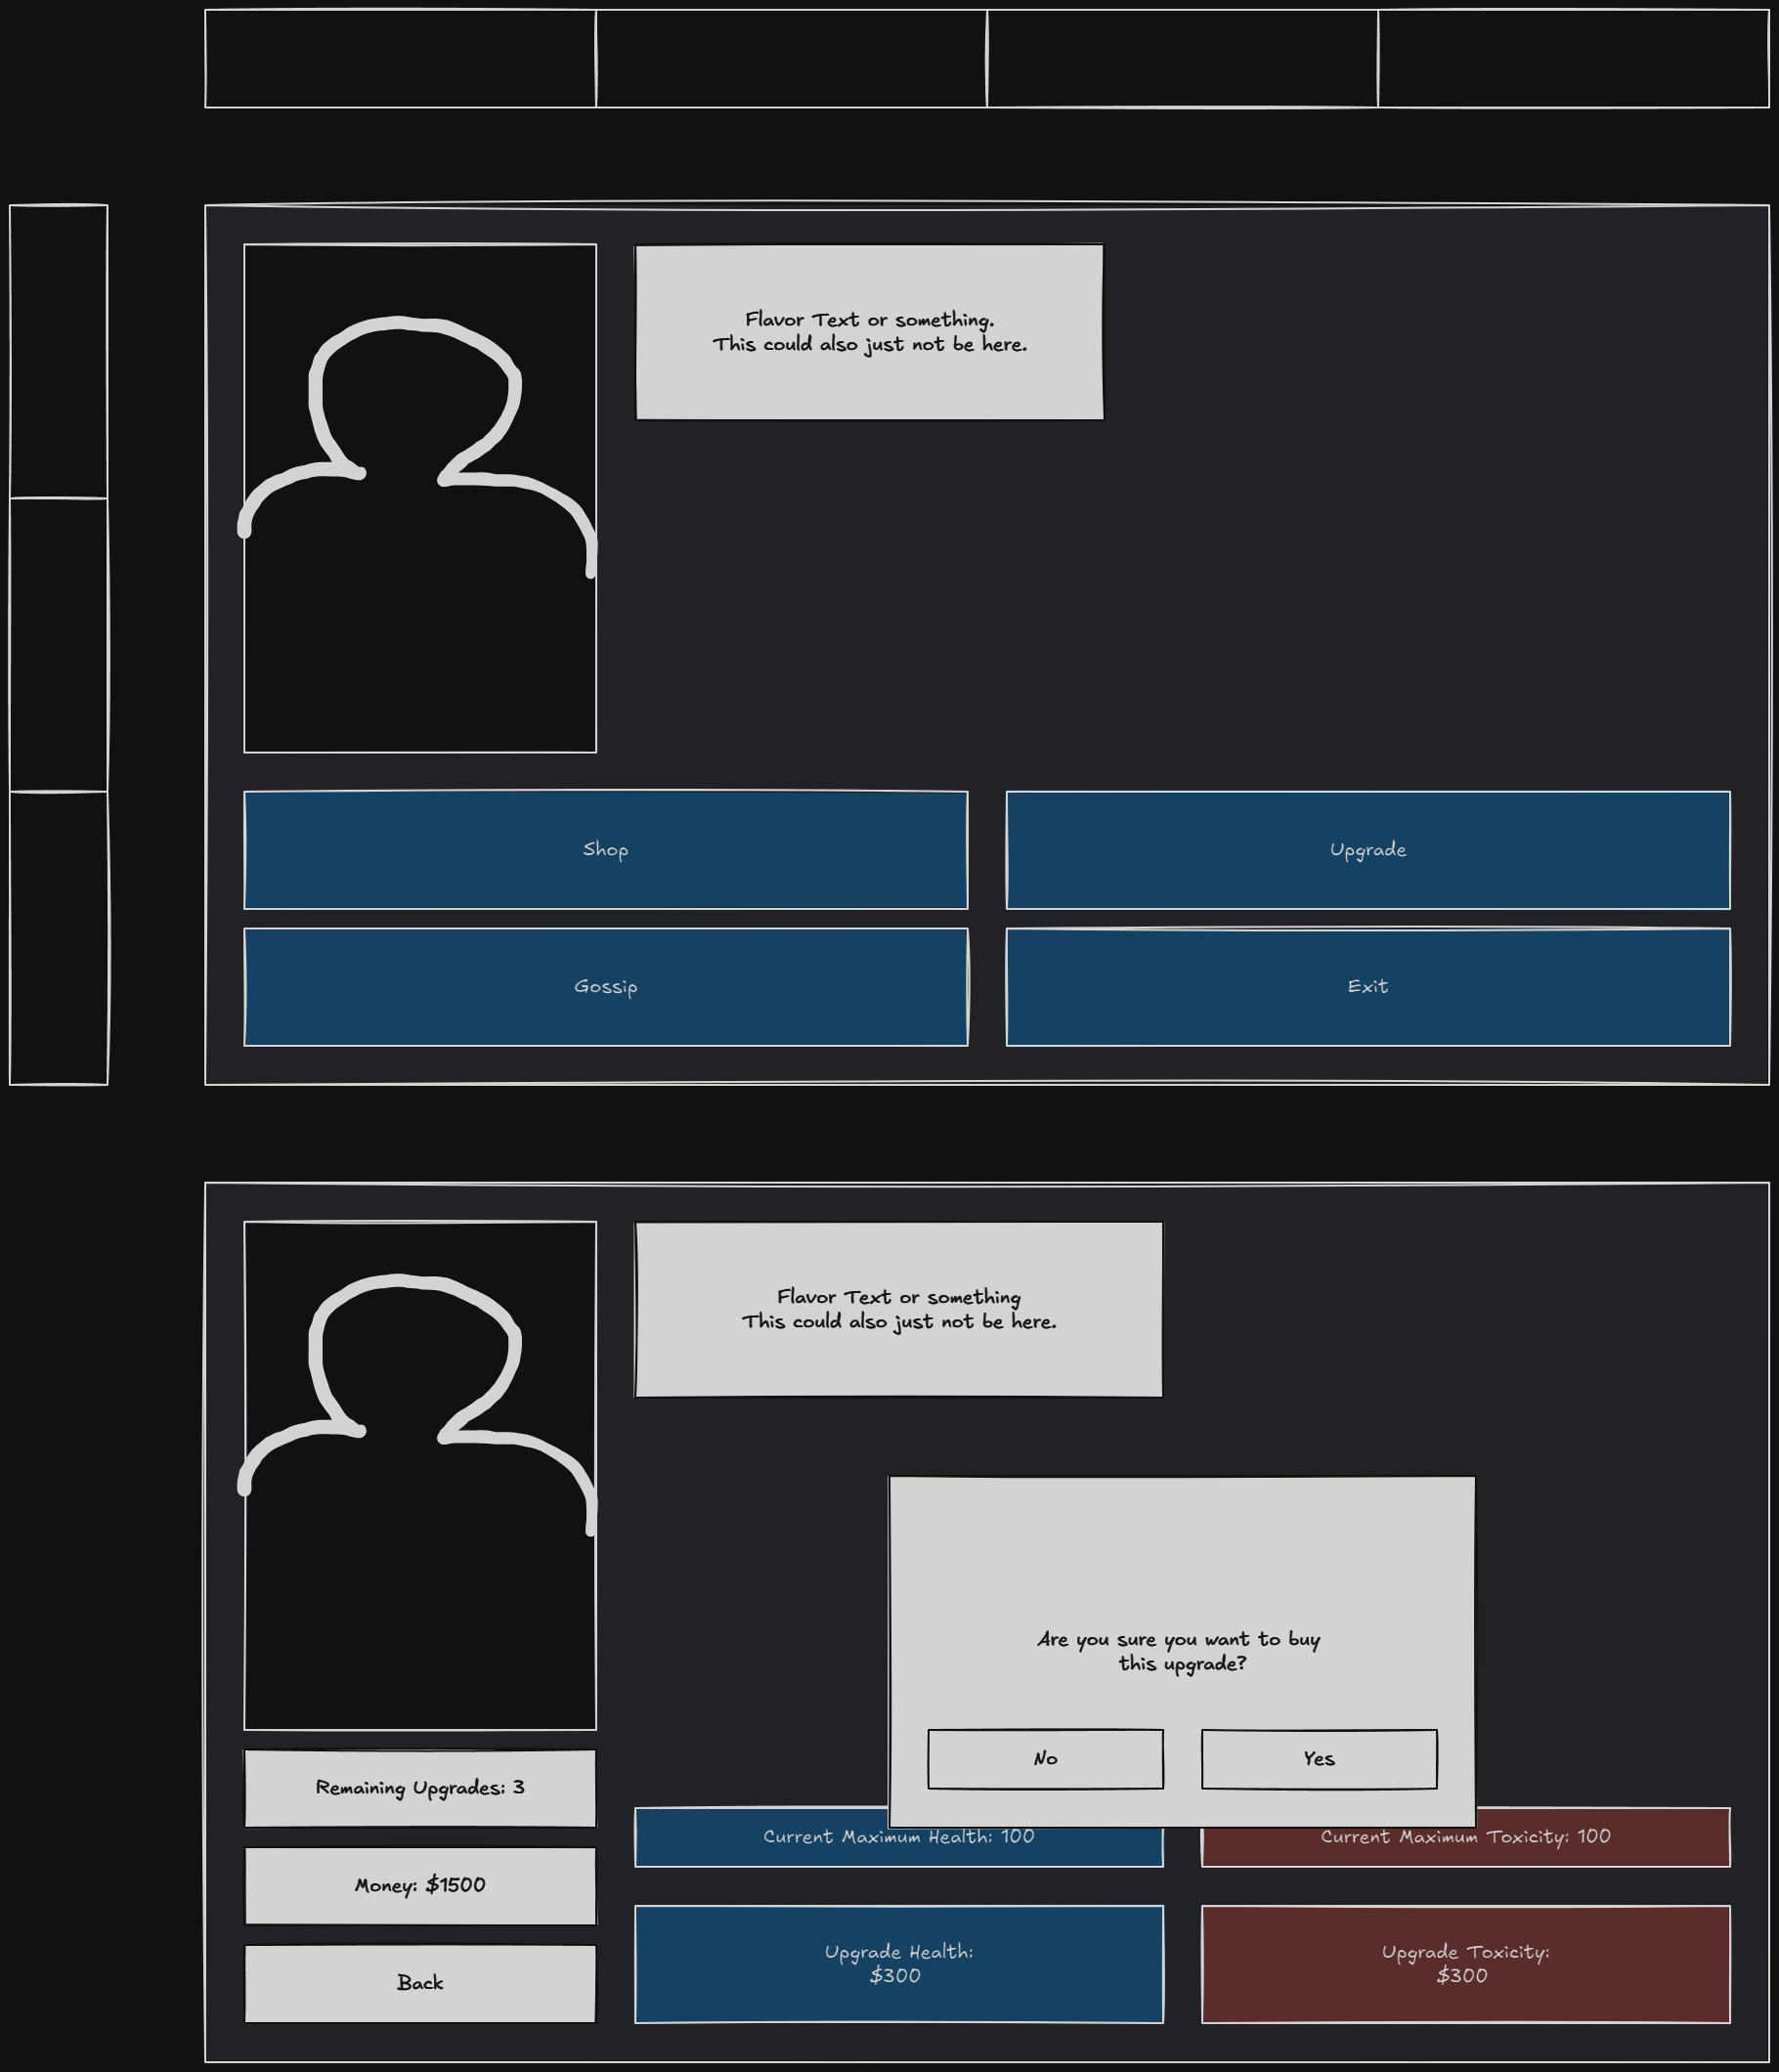 Flavor Text or something.
This could also just not be here.
Shop
Upgrade
Gossip
Exit
Flavor Text or something
This could also just not be here.
Are you sure you want to buy
this upgrade?
No
Yes
Remaining Upgrades: 3
Current Maximum Health: 100
Current Maximum Toxicity: 100
Money: $1500
Upgrade Health:
$300
Upgrade Toxicity:
$300
Back